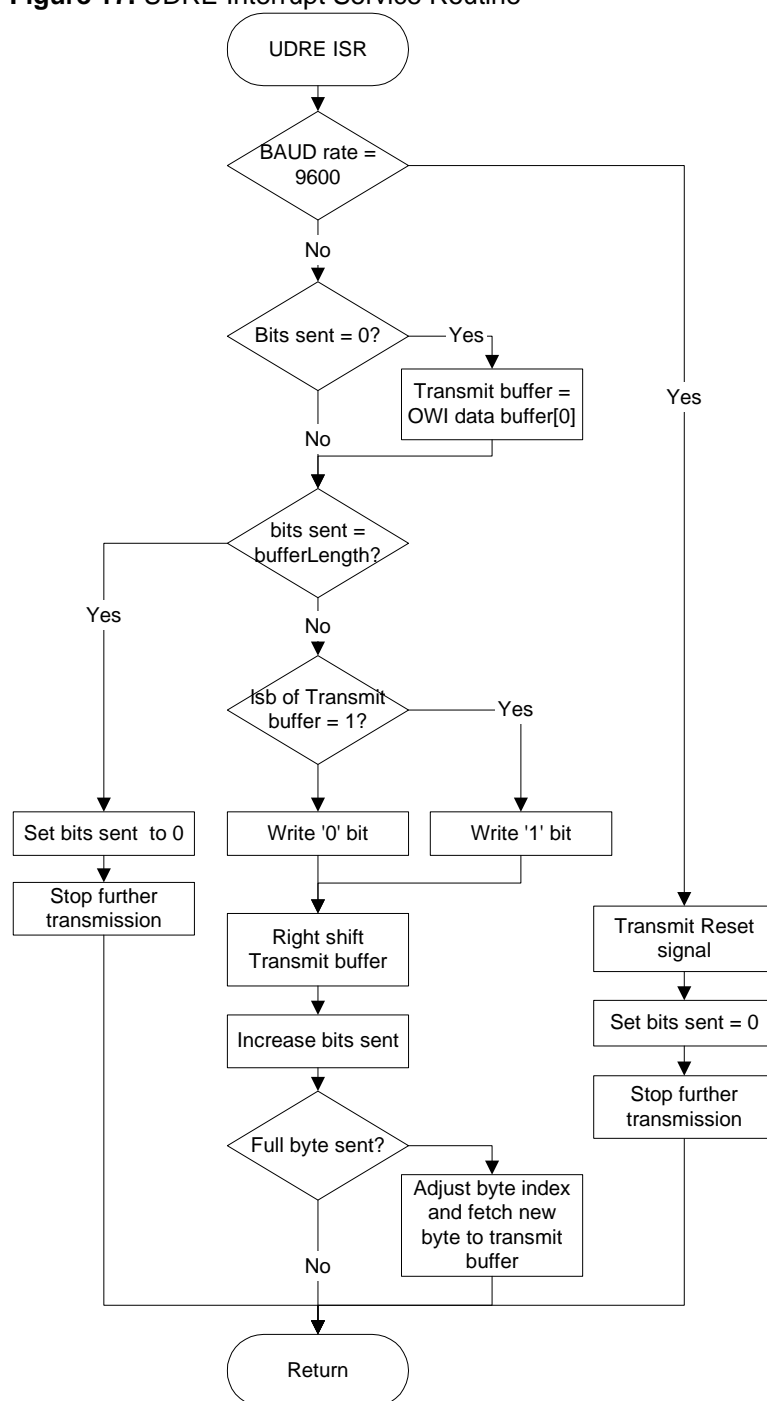 Figure 17. UDRE Interrupt Service Routine
UDRE ISR
BAUD rate =
9600
No
Bits sent = 0?
Yes
Transmit buffer =
OWI data buffer[0]
Yes
No
bits sent =
bufferLength?
Yes
No
lsb of Transmit
buffer = 1?
Yes
Set bits sent to 0
Write '0' bit
Write '1' bit
Stop further
transmission
Right shift
Transmit buffer
Transmit Reset
signal
Increase bits sent
Set bits sent = 0
Stop further
transmission
Full byte sent?
Adjust byte index
and fetch new
byte to transmit
buffer
No
Return